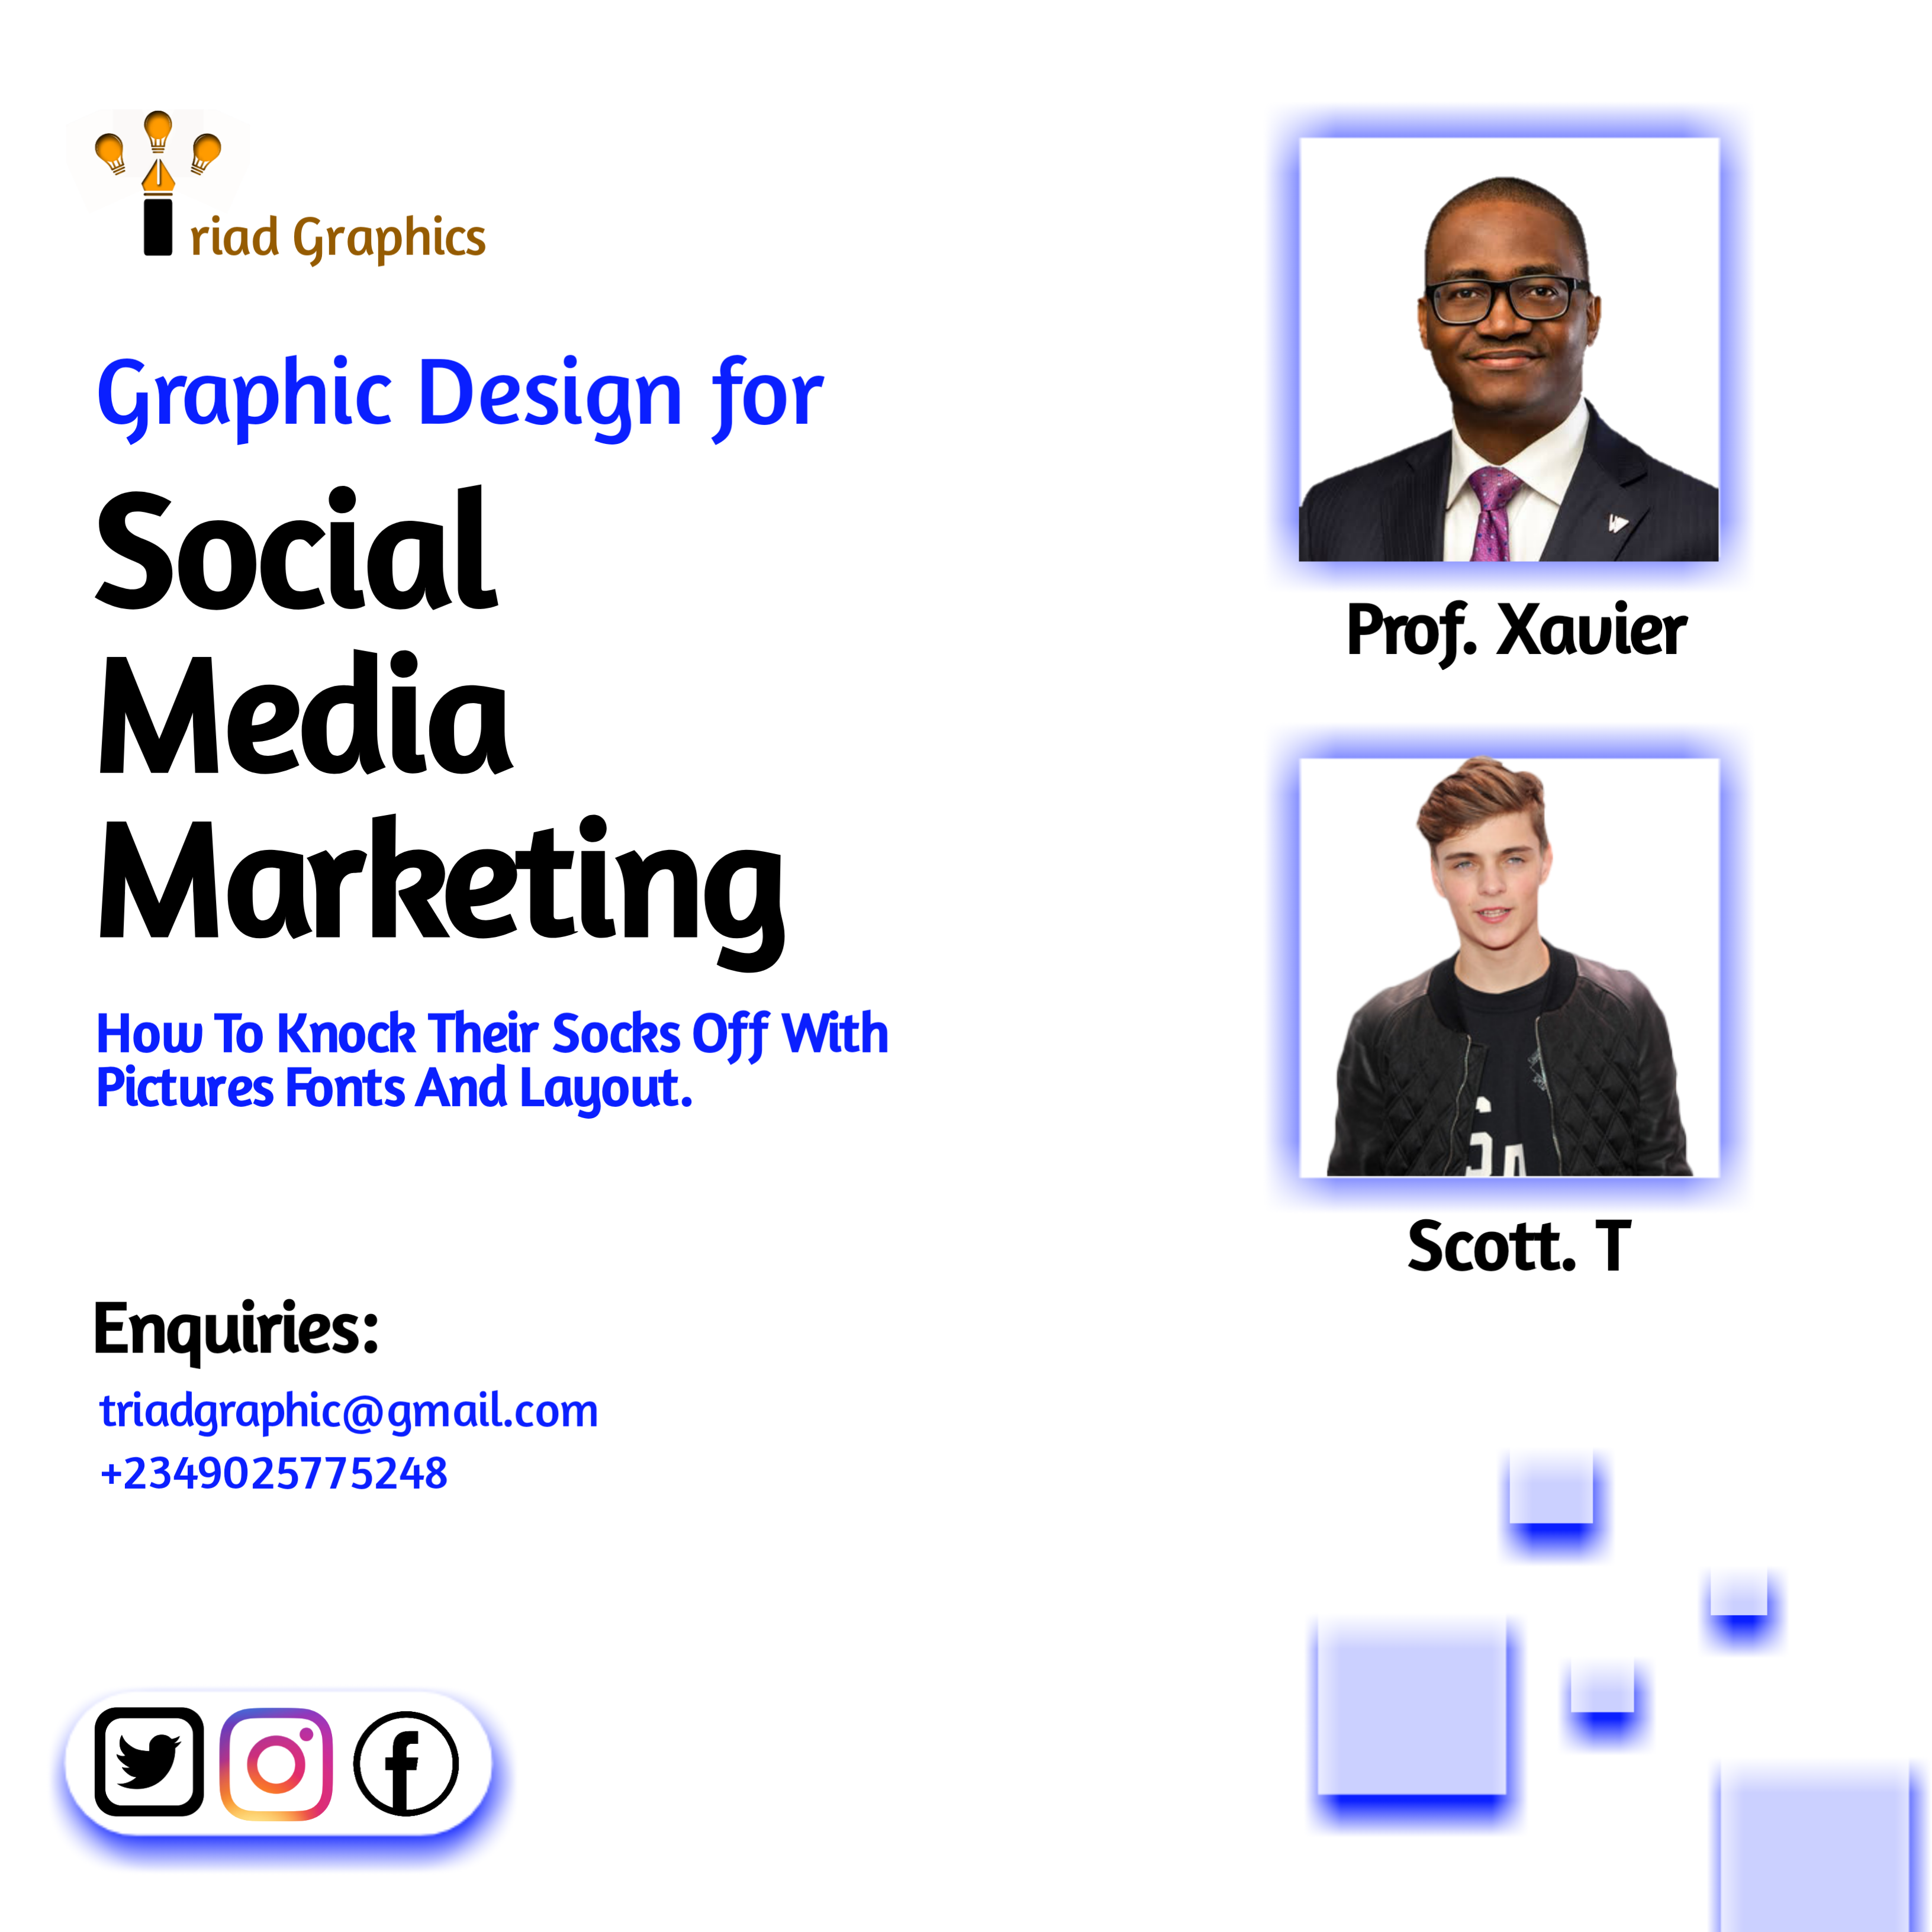 riad Graphics
Graphic Design for
Social
Media
Marketing
How To Knock Their Socks Off With
Pictures Fonts And Layout.
Enquiries:
triadgraphic@gmail.com
+2349025775248
Prof. Xavier
Scott. T